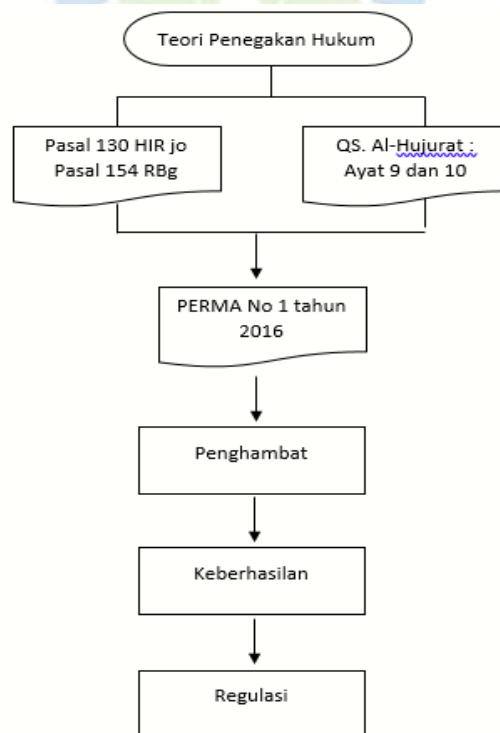 Teori Penegakan Hukum
Pasal 130 HIR jo
Pasal 154 RBg
QS. Al-Hujurat :
Ayat 9 dan 10
PERMA No 1 tahun
2016
Penghambat
Keberhasilan
Regulasi